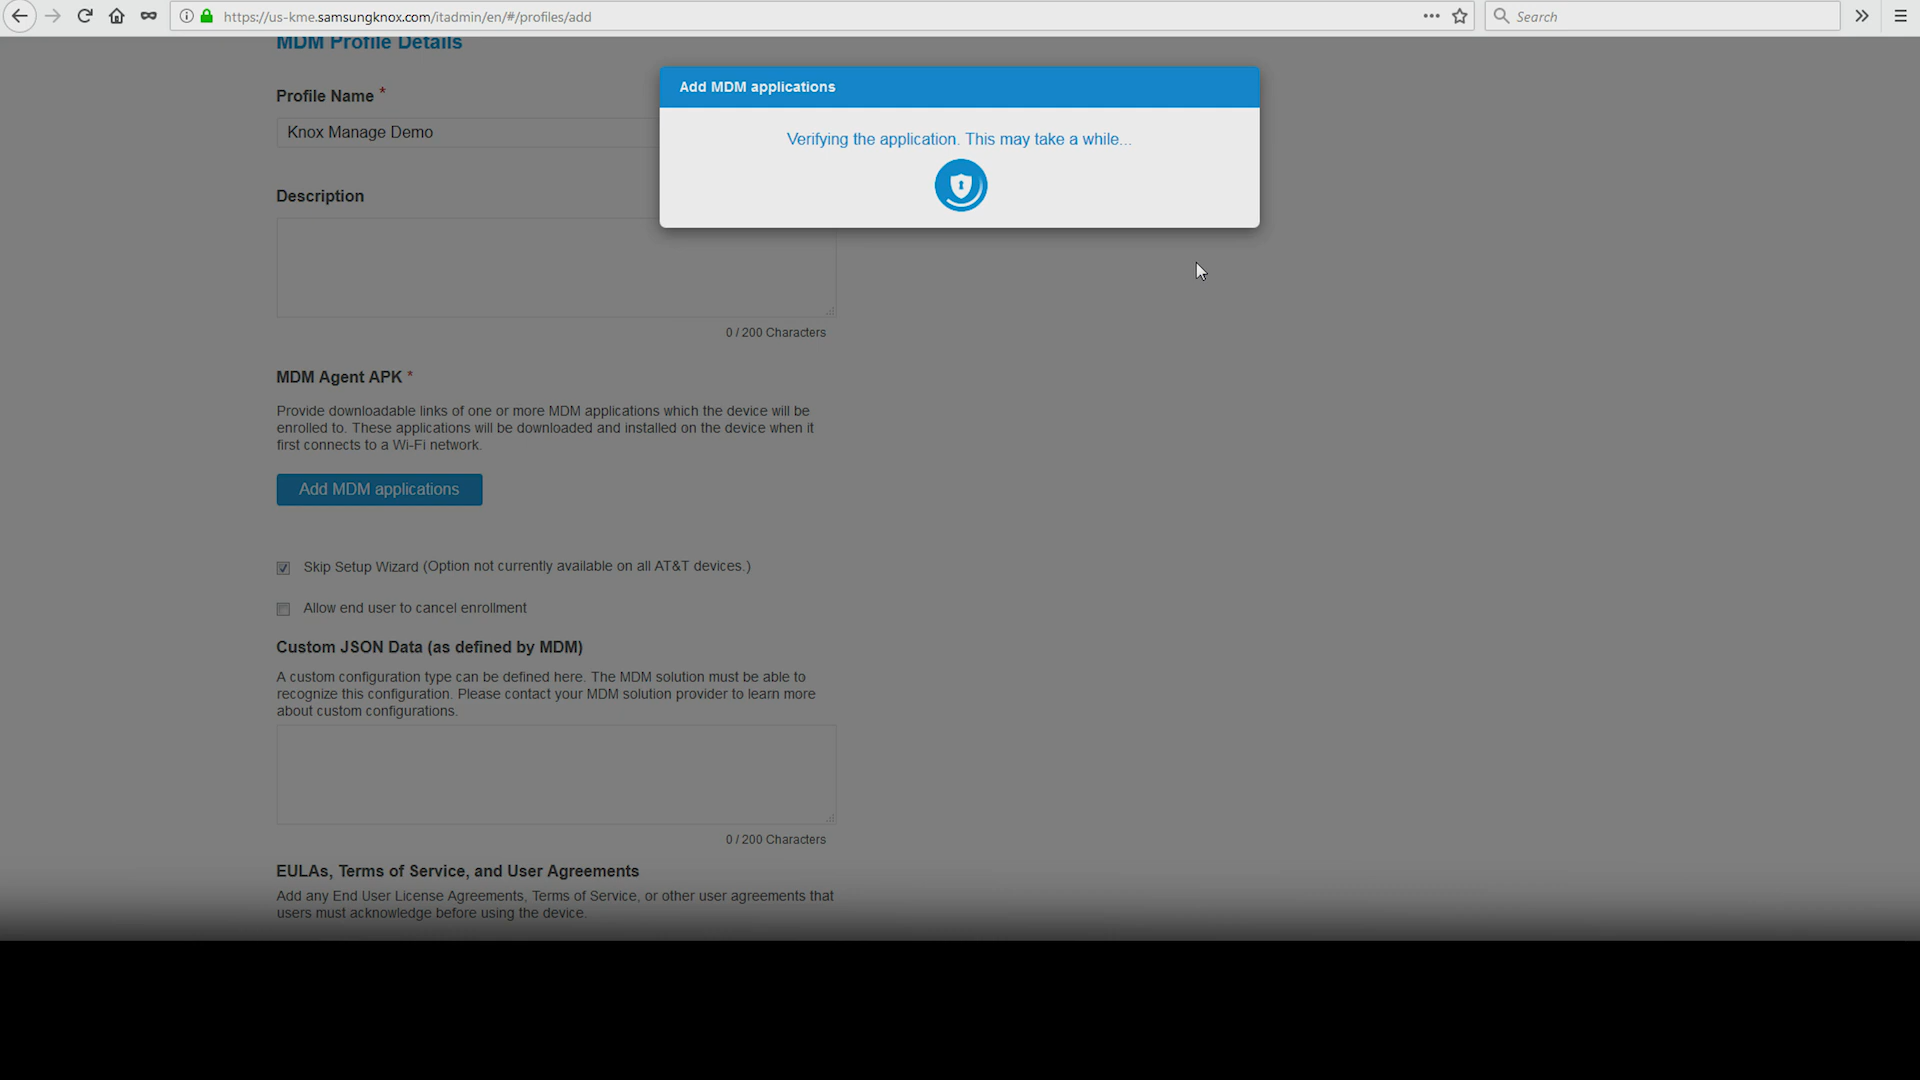 https://us-kme.samsungknox.com/itadmin/en/#/profiles/add
Search
MDM Profile Details
Add MDM applications
Verifying the application. This may take a while...
Profile Name *
Knox Manage Demo
Description
0 / 200 Characters
MDM Agent APK *
Provide downloadable links of one or more MDM applications which the device will be
enrolled to. These applications will be downloaded and installed on the device when it
first connects to a Wi-Fi network.
Add MDM applications
Skip Setup Wizard (Option not currently available on all AT&T devices.)
Allow end user to cancel enrollment
Custom JSON Data (as defined by MDM)
A custom configuration type can be defined here. The MDM solution must be able to
recognize this configuration. Please contact your MDM solution provider to learn more
about custom configurations.
0 / 200 Characters
EULAs, Terms of Service, and User Agreements
Add any End User License Agreements, Terms of Service, or other user agreements that
users must acknowledge before using the device.